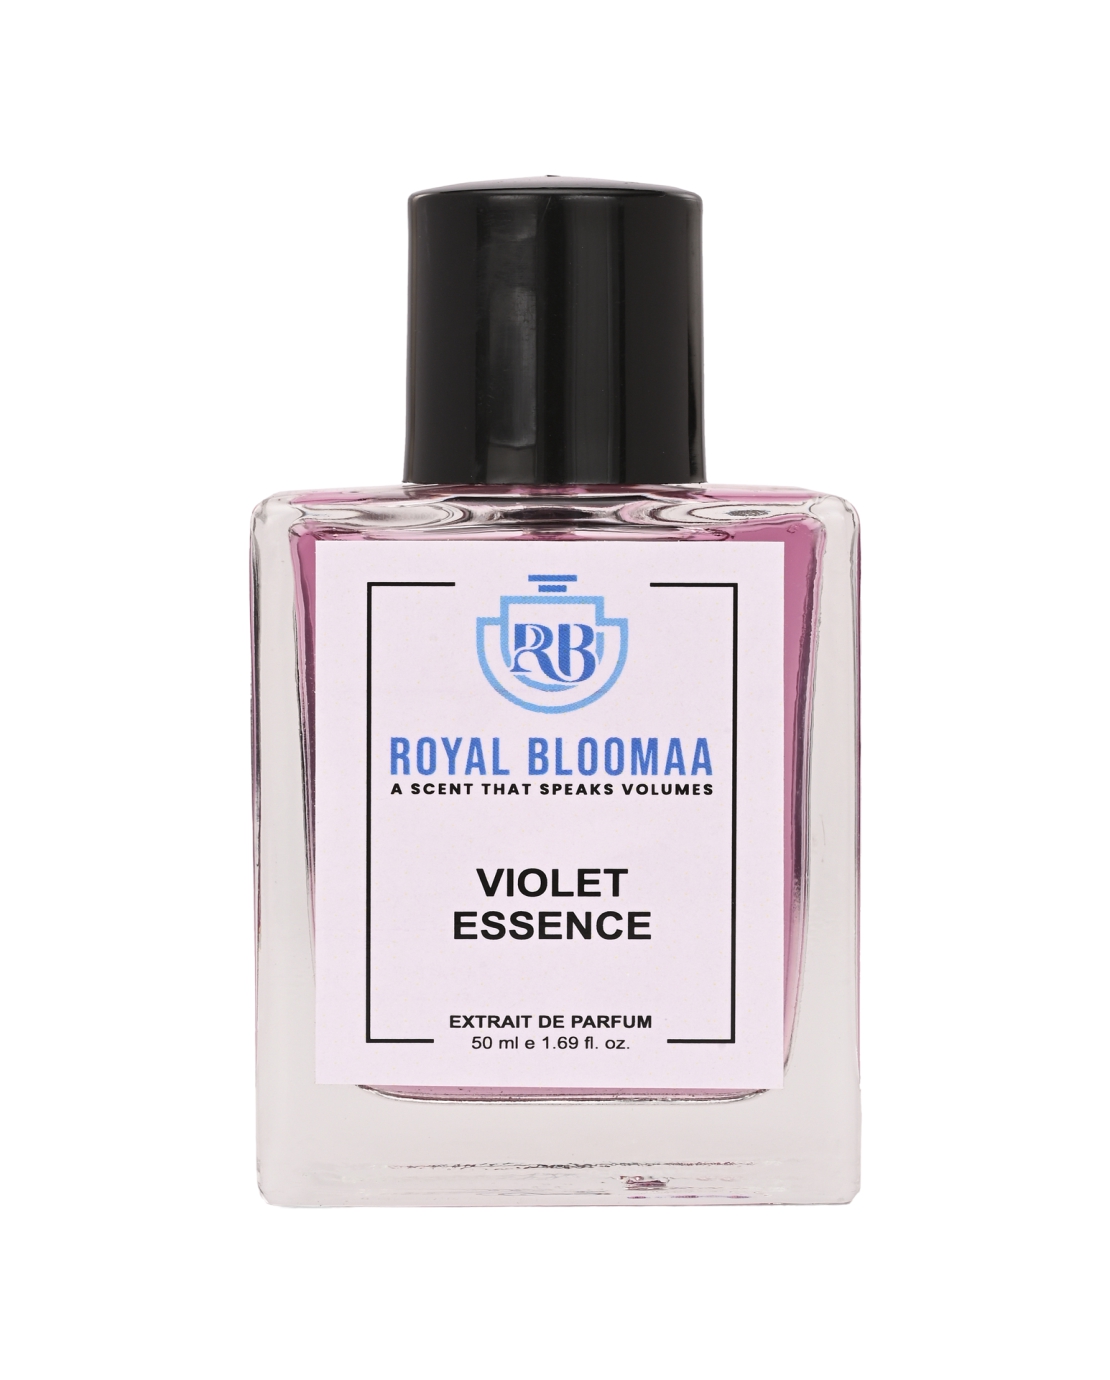 RB
ROYAL BLOOMAA
A SCENT THAT SPEAKS VOLUMES
VIOLET
ESSENCE
EXTRAIT DE PARFUM
50 ml e 1.69 fl. oz.